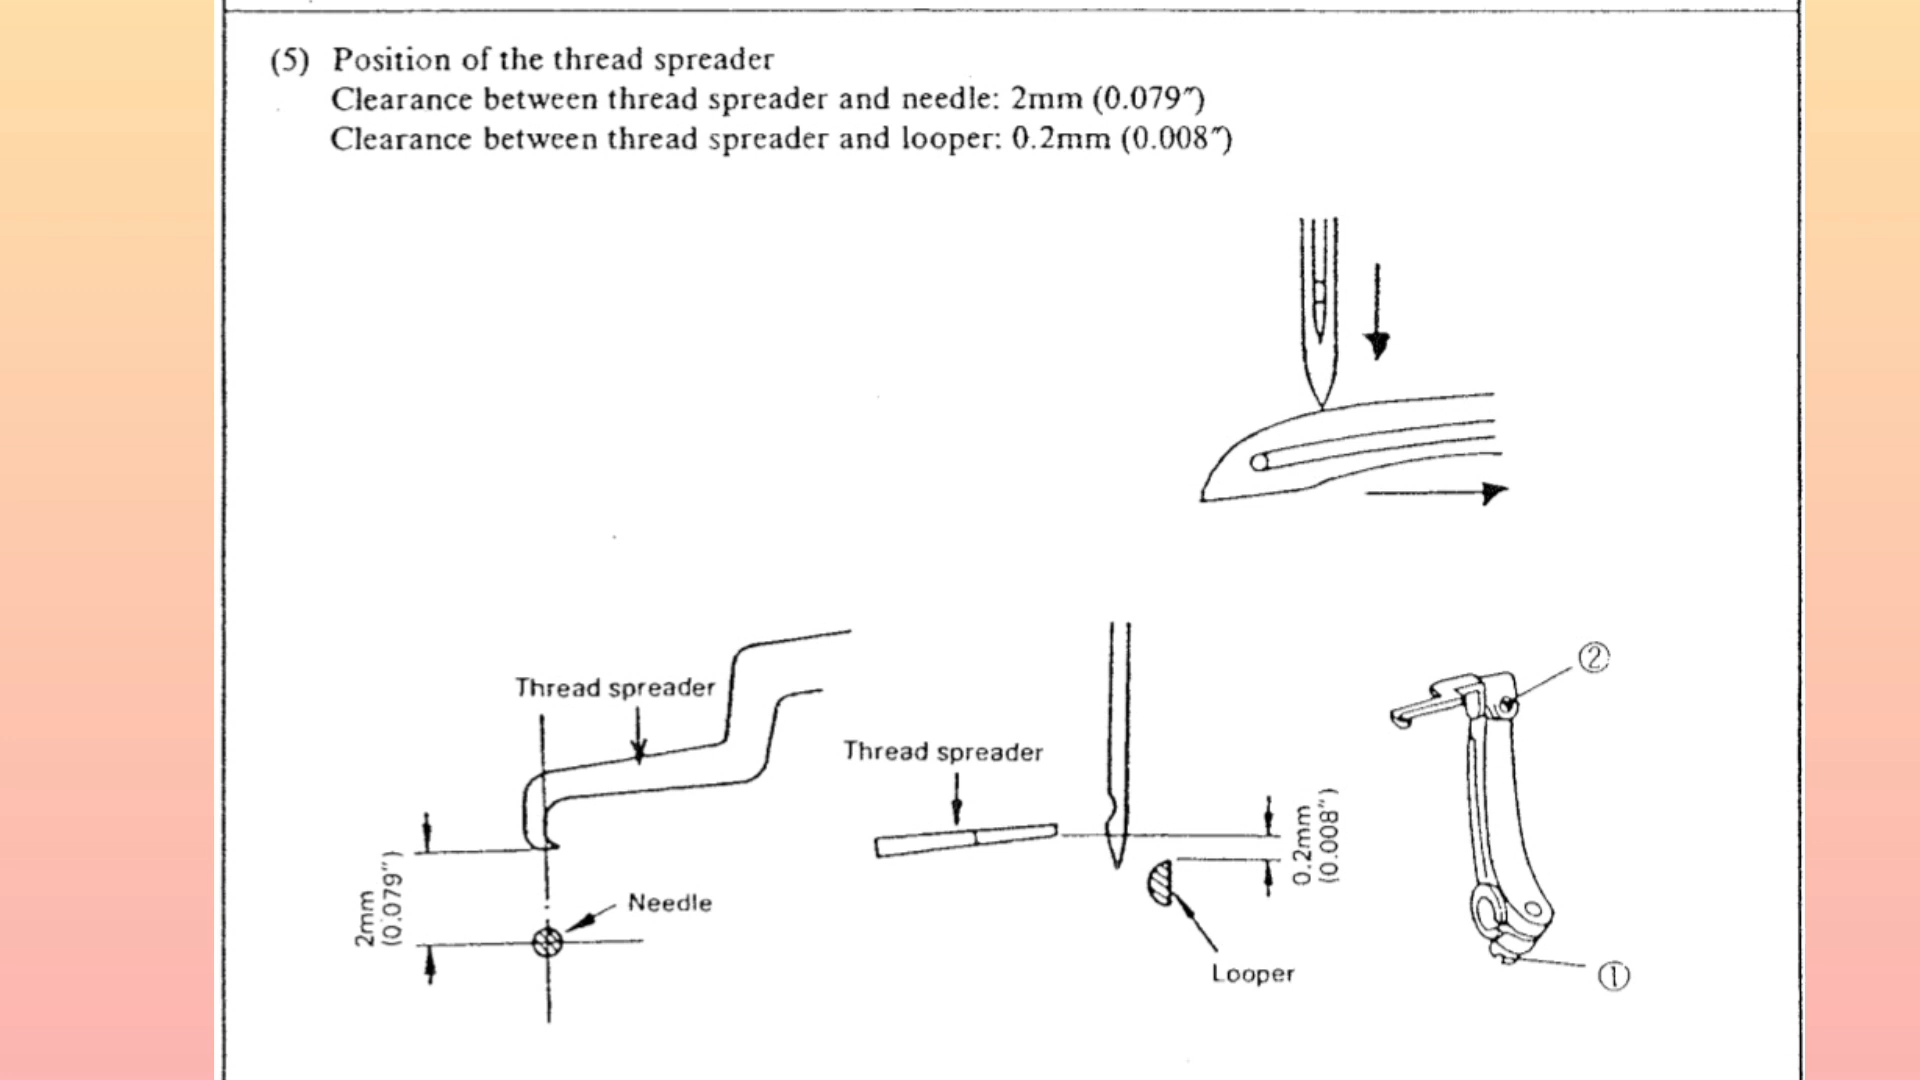 (5) Position of the thread spreader
Clearance between thread spreader and needle: 2mm (0.079″)
Clearance between thread spreader and looper: 0.2mm (0.008″)
Thread spreader
2mm
(0.079")
Needle
Thread spreader
0.2mm
(0.008")
Looper
②
①